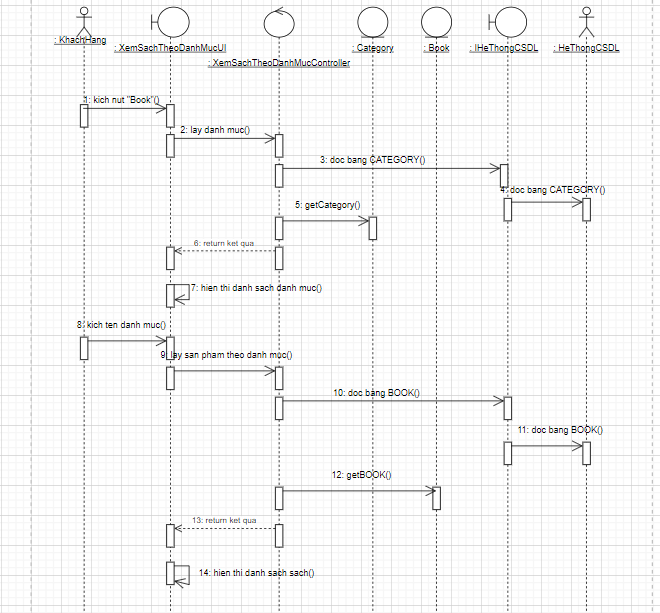 : KhachHang
: XemSachTheoDanhMucUI
: XemSachTheoDanhMucController
: Category
: Book
: IHeThongCSDL
: HeThongCSDL
1: kich nut "Book"()
2: lay danh muc()
3: doc bang CATEGORY()
4: doc bang CATEGORY()
5: getCategory()
6: return ket qua
7: hien thi danh sach danh muc()
8: kich ten danh muc()
9: lay san pham theo danh muc()
10: doc bang BOOK()
11: doc bang BOOK()
12: getBOOK()
13: return ket qua
14: hien thi danh sach sach()